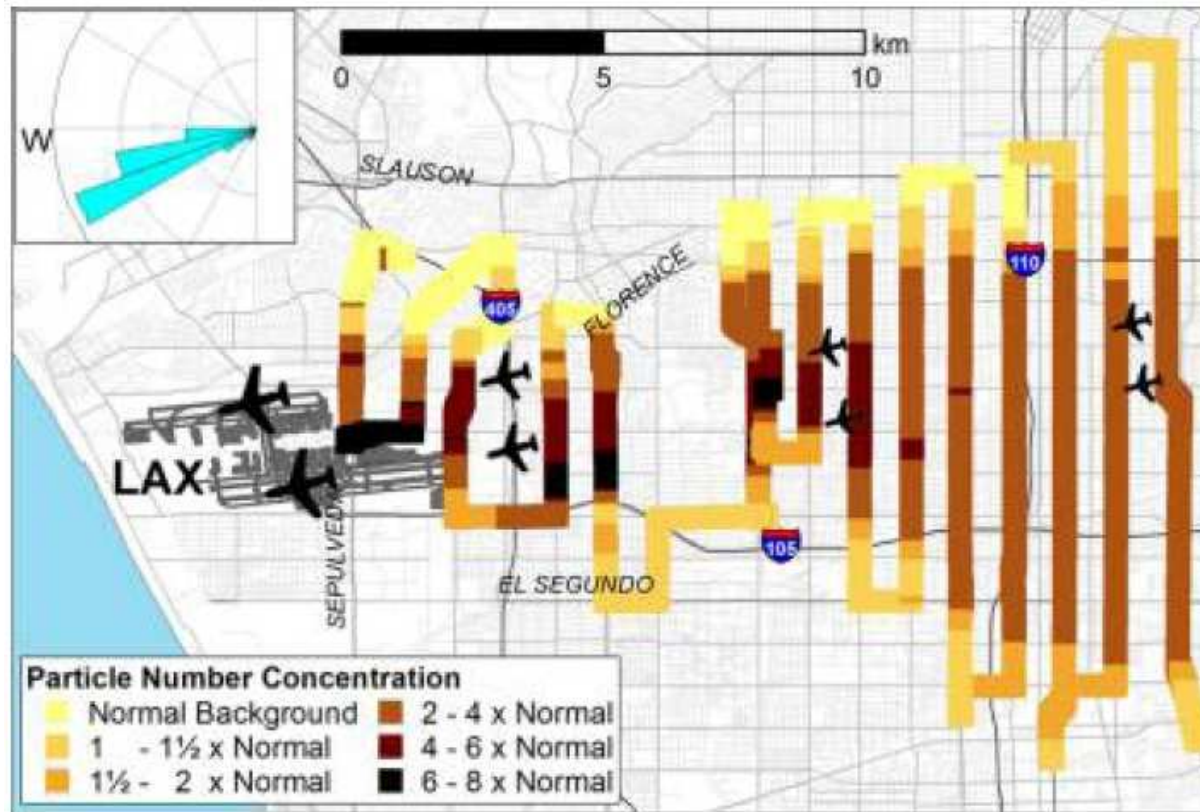 W
0 5 10 km
SLAUSON
405
FLORENCE
110
LAX
SEPULVEDA
105
EL SEGUNDO
Particle Number Concentration
Normal Background
1 - 1½ x Normal
1½ - 2 x Normal
2 - 4 x Normal
4 - 6 x Normal
6 - 8 x Normal